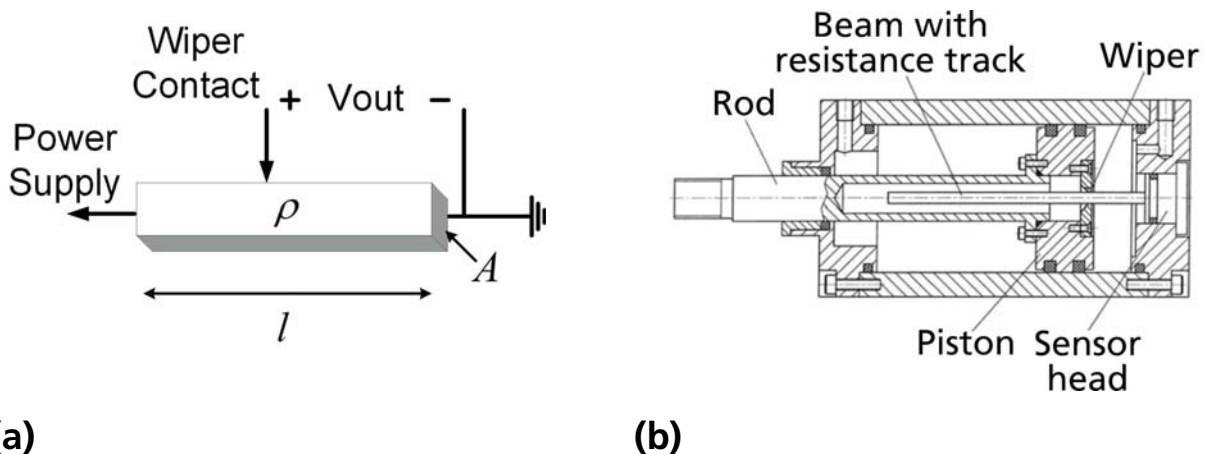 Wiper
Contact
+ Vout −
Power
Supply
ρ
A
l
(a)
Beam with
resistance track
Wiper
Rod
Piston
Sensor
head
(b)